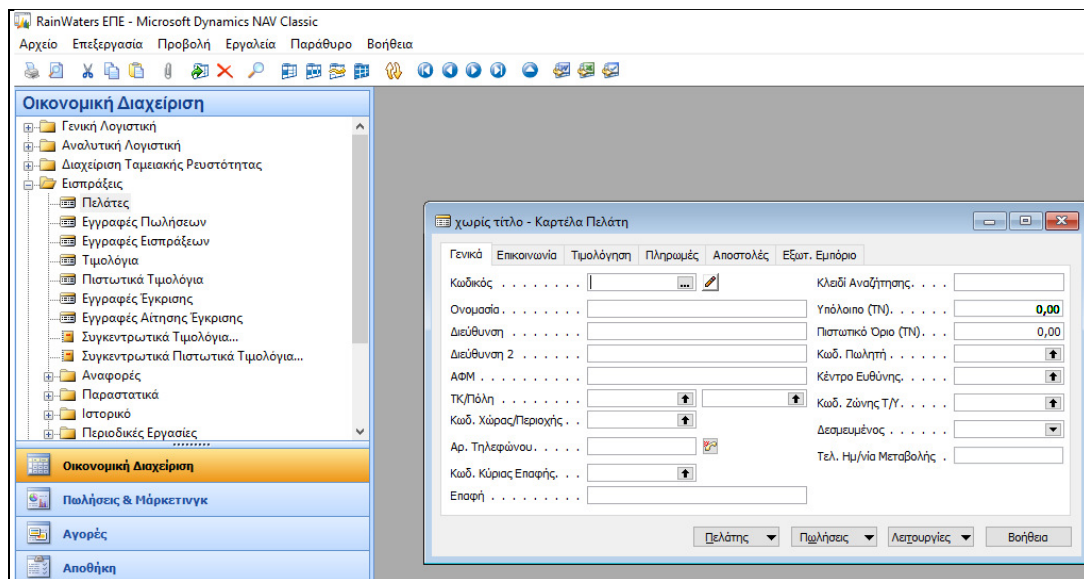 RainWaters ΕΠΕ - Microsoft Dynamics NAV Classic
Αρχείο Επεξεργασία Προβολή Εργαλεία Παράθυρο Βοήθεια
Οικονομική Διαχείριση
Γενική Λογιστική
Αναλυτική Λογιστική
Διαχείριση Ταμειακής Ρευστότητας
Εισπράξεις
Πελάτες
Εγγραφές Πωλήσεων
Εγγραφές Εισπράξεων
Τιμολόγια
Πιστωτικά Τιμολόγια
Εγγραφές Έγκρισης
Εγγραφές Αίτησης Έγκρισης
Συγκεντρωτικά Τιμολόγια...
Συγκεντρωτικά Πιστωτικά Τιμολόγια...
Αναφορές
Παραστατικά
Ιστορικό
Περιοδικές Εργασίες
Οικονομική Διαχείριση
Πωλήσεις & Μάρκετινγκ
Αγορές
Αποθήκη
χωρίς τίτλο - Καρτέλα Πελάτη
Γενικά Επικοινωνία Τιμολόγηση Πληρωμές Αποστολές Εξωτ. Εμπόριο
Κωδικός . . . . . . . . ...
Ονομασία . . . . . . . .
Διεύθυνση . . . . . . .
Διεύθυνση 2 . . . . . .
ΑΦΜ . . . . . . . . . .
ΤΚ/Πόλη . . . . . . . .
Κωδ. Χώρας/Περιοχής . .
Αρ. Τηλεφώνου. . . . .
Κωδ. Κύριας Επαφής. . .
Επαφή . . . . . . . . .
Κλειδί Αναζήτησης. . . .
Υπόλοιπο (ΤΝ). . . . . . 0,00
Πιστωτικό Όριο (ΤΝ). . . 0,00
Κωδ. Πωλητή . . . . . .
Κέντρο Ευθύνης. . . . .
Κωδ. Ζώνης Τ/Υ. . . . .
Δεσμευμένος . . . . . .
Τελ. Ημ/νία Μεταβολής .
Πελάτης Πωλήσεις Λειτουργίες Βοήθεια